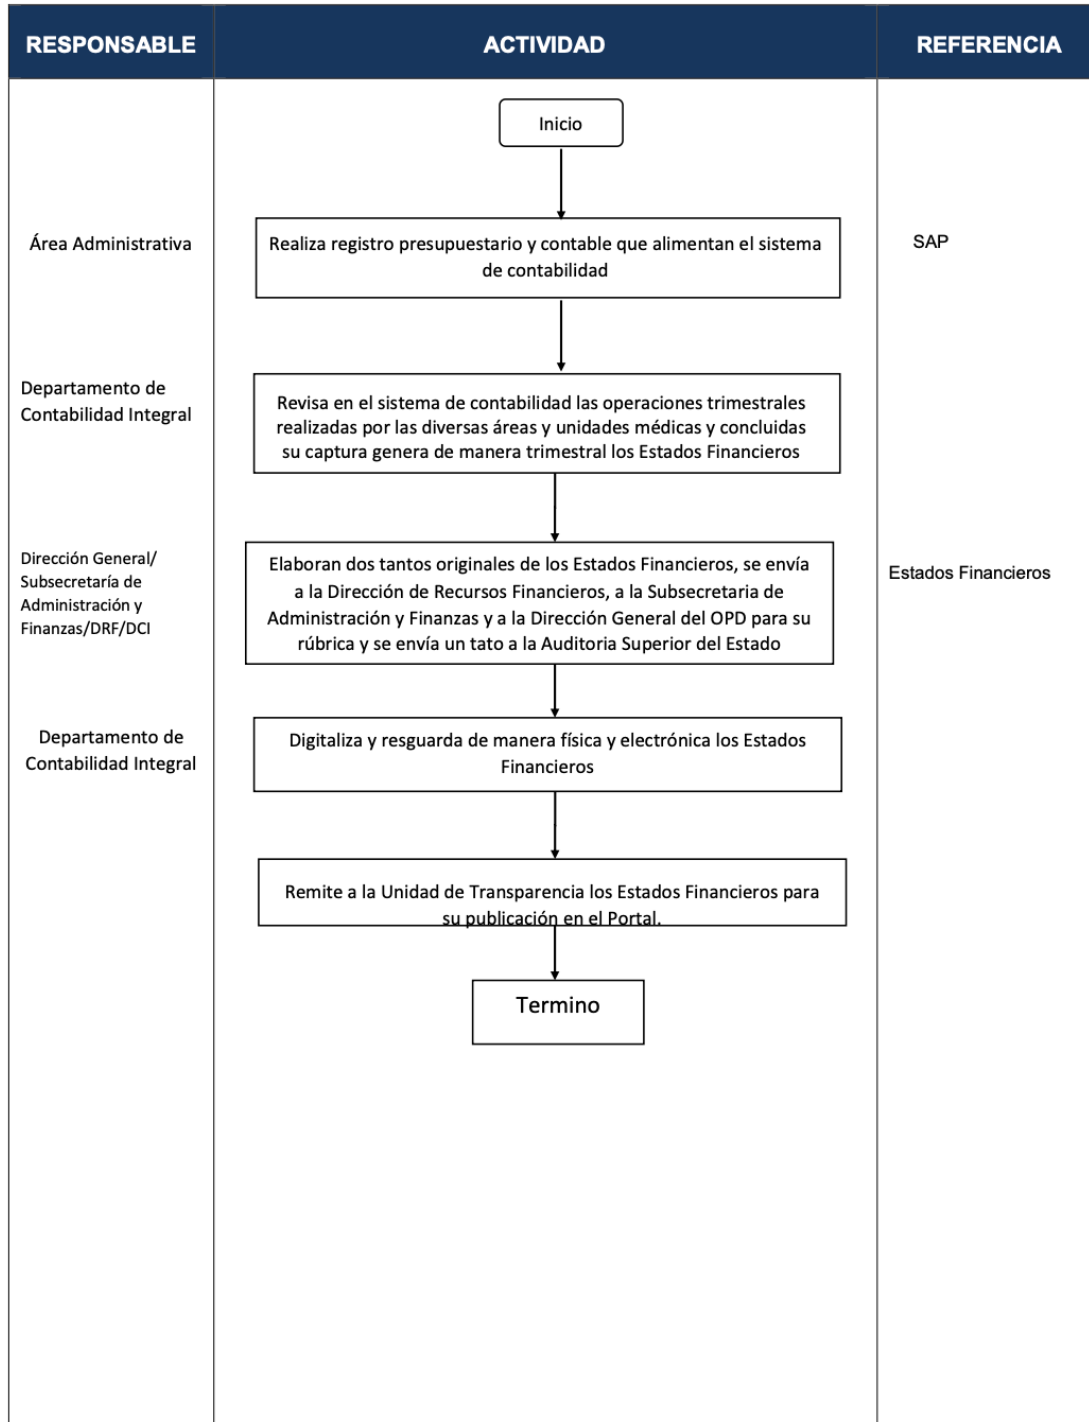 RESPONSABLE
ACTIVIDAD
REFERENCIA
Inicio
Área Administrativa
Realiza registro presupuestario y contable que alimentan el sistema
de contabilidad
SAP
Departamento de
Contabilidad Integral
Revisa en el sistema de contabilidad las operaciones trimestrales
realizadas por las diversas áreas y unidades médicas y concluidas
su captura genera de manera trimestral los Estados Financieros
Dirección General/
Subsecretaría de
Administración y
Finanzas/DRF/DCI
Elaboran dos tantos originales de los Estados Financieros, se envía
a la Dirección de Recursos Financieros, a la Subsecretaria de
Administración y Finanzas y a la Dirección General del OPD para su
rúbrica y se envía un tato a la Auditoria Superior del Estado
Estados Financieros
Departamento de
Contabilidad Integral
Digitaliza y resguarda de manera física y electrónica los Estados
Financieros
Remite a la Unidad de Transparencia los Estados Financieros para
su publicación en el Portal.
Termino